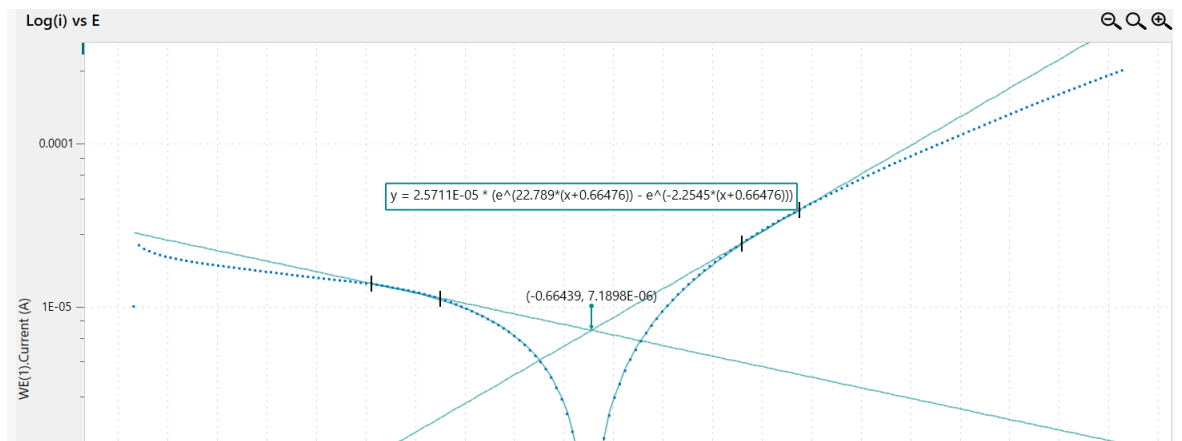 Log(i) vs E
0.0001
y = 2.5711E-05 * (e^(22.789*(x+0.66476)) - e^(-2.2545*(x+0.66476)))
(-0.66439, 7.1898E-06)
1E-05
WE(1),Current (A)